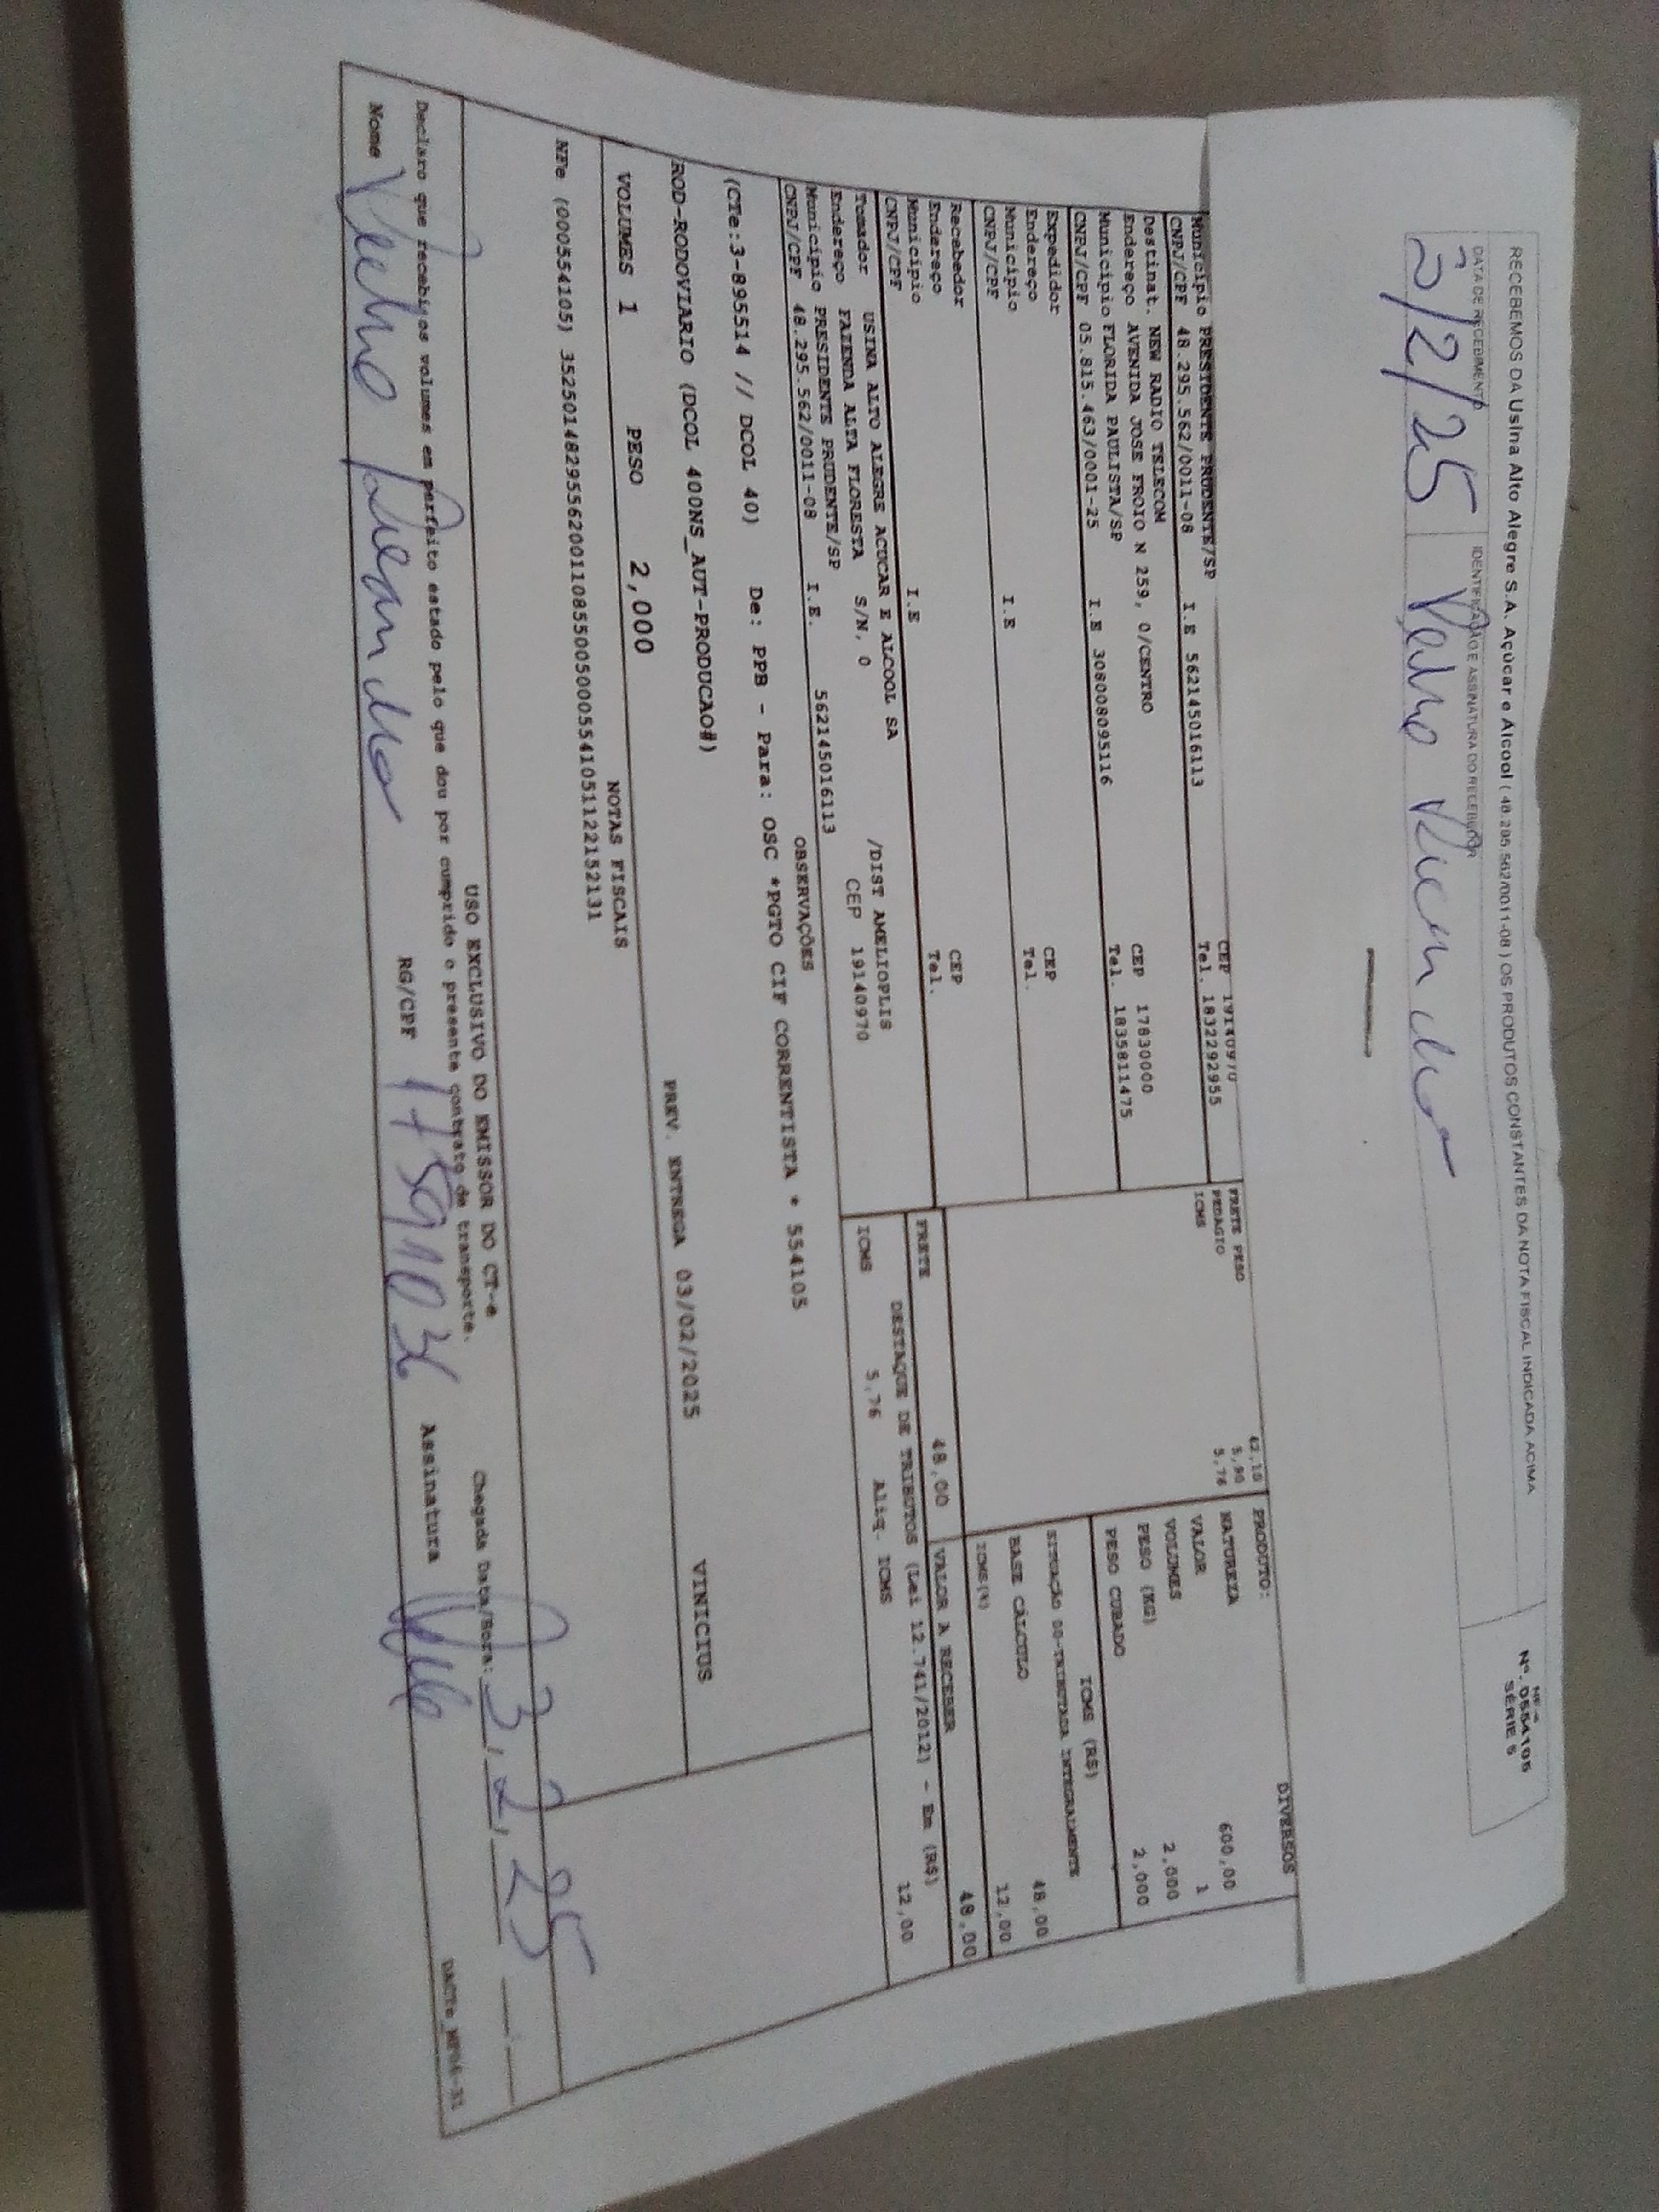 RECEBEMOS DA Usina Alto Alegre S.A. Açúcar e Álcool ( 48.295.562/0011-08 ) OS PRODUTOS CONSTANTES DA NOTA FISCAL INDICADA ACIMA
NF-e
Nº. 0554105
SÉRIE 5
DATA DE RECEBIMENTO
IDENTIFICAÇÃO E ASSINATURA DO RECEBEDOR
3/2/25
Município PRESIDENTE PRUDENTE/SP CEP 19140970
CNPJ/CPF 48.295.562/0011-08 I.E 562145016113 Tel. 1832292955
Destinat. NEW RADIO TELECOM
Endereço AVENIDA JOSE FROIO N 259, 0/CENTRO CEP 17830000
Município FLORIDA PAULISTA/SP Tel. 1835811475
CNPJ/CPF 05.815.463/0001-25 I.E 308008095116
Expedidor
Endereço CEP
Município Tel.
CNPJ/CPF I.E
Recebedor
Endereço CEP
Município Tel.
CNPJ/CPF I.E
Tomador USINA ALTO ALEGRE ACUCAR E ALCOOL SA
Endereço FAZENDA ALTA FLORESTA S/N, 0 /DIST AMELIOPLIS
Município PRESIDENTE PRUDENTE/SP CEP 19140970
CNPJ/CPF 48.295.562/0011-08 I.E. 562145016113
FRETE PESO 42,10
PEDAGIO 5,90
ICMS 5,76
FRETE 48,00
PRODUTO: DIVERSOS
NATUREZA
VALOR 600,00
VOLUMES 1
PESO (KG) 2,000
PESO CUBADO 2,000
ICMS (R$)
SITUAÇÃO 00-TRIBUTADA INTEGRALMENTE
BASE CÁLCULO 48,00
ICMS(%) 12,00
VALOR A RECEBER 48,00
DESTAQUE DE TRIBUTOS (Lei 12.741/2012) - Em (R$)
ICMS 5,76 Aliq. ICMS 12,00
OBSERVAÇÕES
(CTe:3-895514 // DCOL 40) De: PPB - Para: OSC *PGTO CIF CORRENTISTA * 554105
ROD-RODOVIARIO (DCOL 400NS_AUT-PRODUCAO#)
PREV. ENTREGA 03/02/2025 VINICIUS
VOLUMES 1 PESO 2,000
NOTAS FISCAIS
NFe (000554105) 35250148295562001108550050005541051122152131
USO EXCLUSIVO DO EMISSOR DO CT-e
Declaro que recebi os volumes em perfeito estado pelo que dou por cumprido o presente contrato de transporte.
Chegada Data/Hora: 3, 2, 25
Nome RG/CPF Assinatura
DACTe_MP06-31